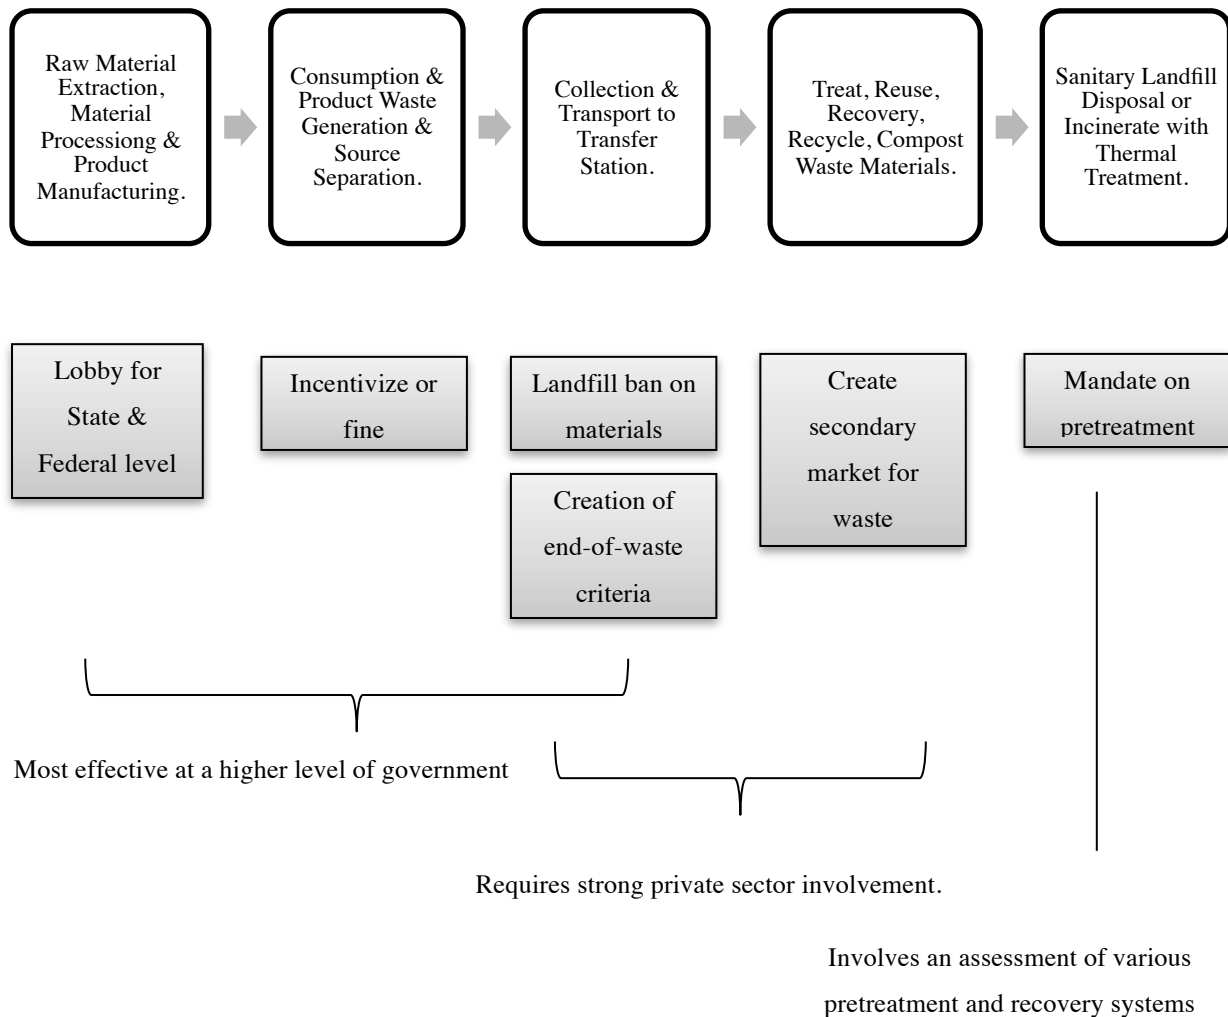 Raw Material
Extraction,
Material
Processiong &
Product
Manufacturing.
Consumption &
Product Waste
Generation &
Source
Separation.
Collection &
Transport to
Transfer
Station.
Treat, Reuse,
Recovery,
Recycle, Compost
Waste Materials.
Sanitary Landfill
Disposal or
Incinerate with
Thermal
Treatment.
Lobby for
State &
Federal level
Incentivize or
fine
Landfill ban on
materials
Creation of
end-of-waste
criteria
Create
secondary
market for
waste
Mandate on
pretreatment
Most effective at a higher level of government
Requires strong private sector involvement.
Involves an assessment of various
pretreatment and recovery systems